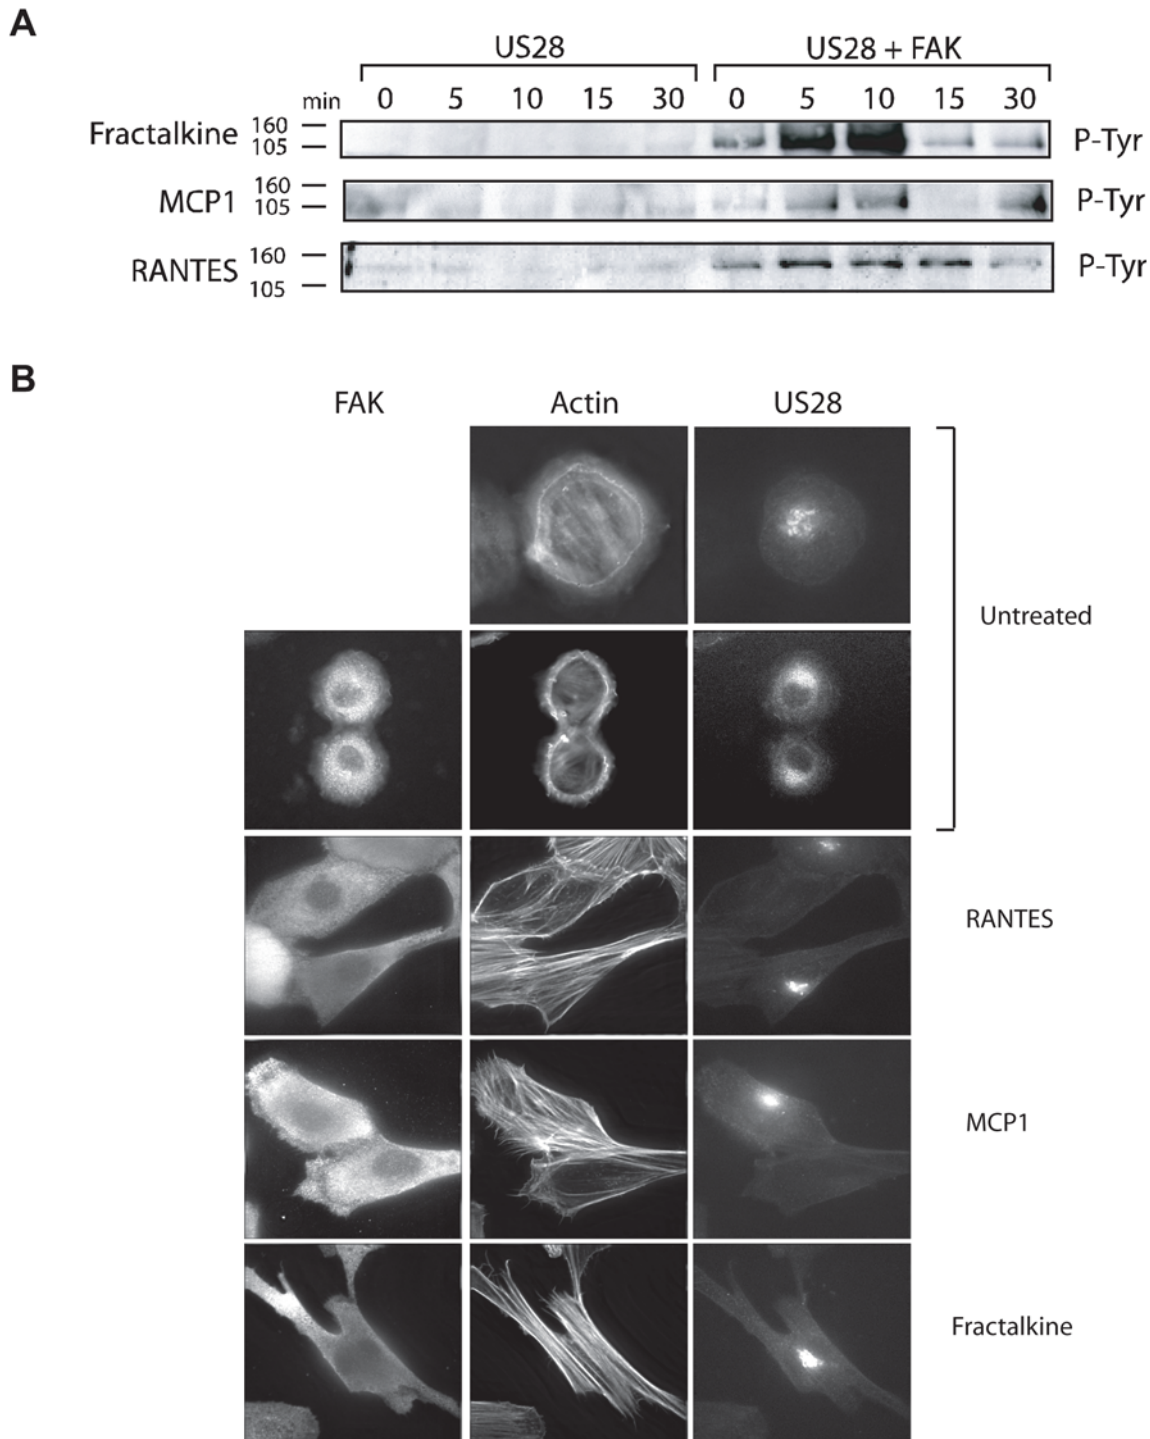 A
US28 US28 + FAK
min 0 5 10 15 30 0 5 10 15 30
Fractalkine 160 105 P-Tyr
MCP1 160 105 P-Tyr
RANTES 160 105 P-Tyr
B
FAK Actin US28
Untreated
RANTES
MCP1
Fractalkine